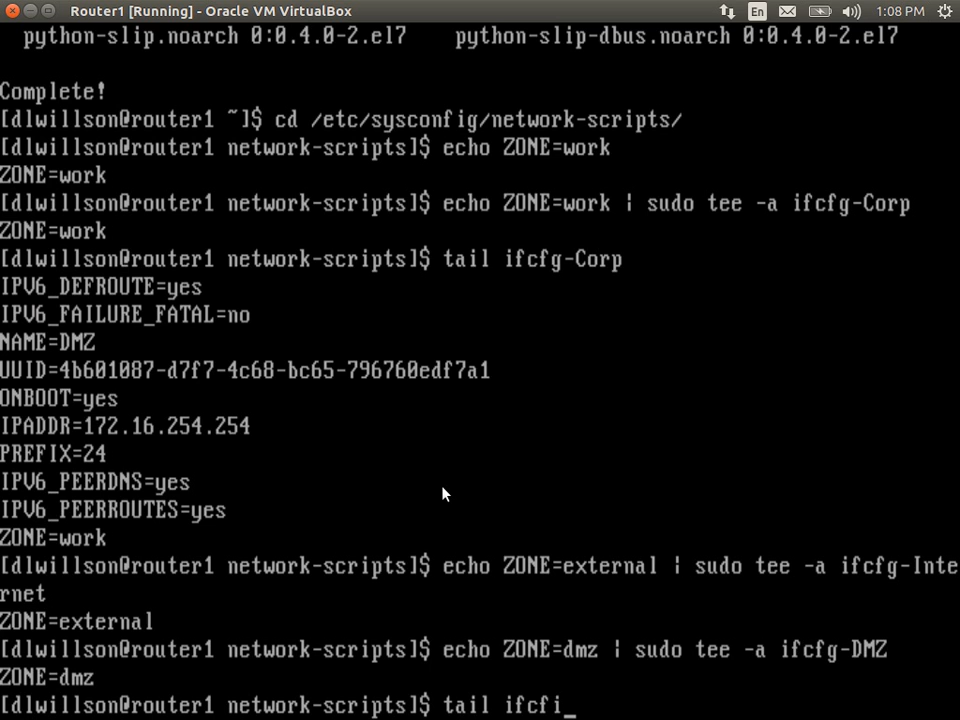 Router1 [Running] - Oracle VM VirtualBox En 1:08 PM
python-slip.noarch 0:0.4.0-2.el7 python-slip-dbus.noarch 0:0.4.0-2.el7
Complete!
[dlwillson@router1 ~]$ cd /etc/sysconfig/network-scripts/
[dlwillson@router1 network-scripts]$ echo ZONE=work
ZONE=work
[dlwillson@router1 network-scripts]$ echo ZONE=work | sudo tee -a ifcfg-Corp
ZONE=work
[dlwillson@router1 network-scripts]$ tail ifcfg-Corp
IPV6_DEFROUTE=yes
IPV6_FAILURE_FATAL=no
NAME=DMZ
UUID=4b601087-d7f7-4c68-bc65-796760edf7a1
ONBOOT=yes
IPADDR=172.16.254.254
PREFIX=24
IPV6_PEERDNS=yes
IPV6_PEERROUTES=yes
ZONE=work
[dlwillson@router1 network-scripts]$ echo ZONE=external | sudo tee -a ifcfg-Inte
rnet
ZONE=external
[dlwillson@router1 network-scripts]$ echo ZONE=dmz | sudo tee -a ifcfg-DMZ
ZONE=dmz
[dlwillson@router1 network-scripts]$ tail ifcfi_